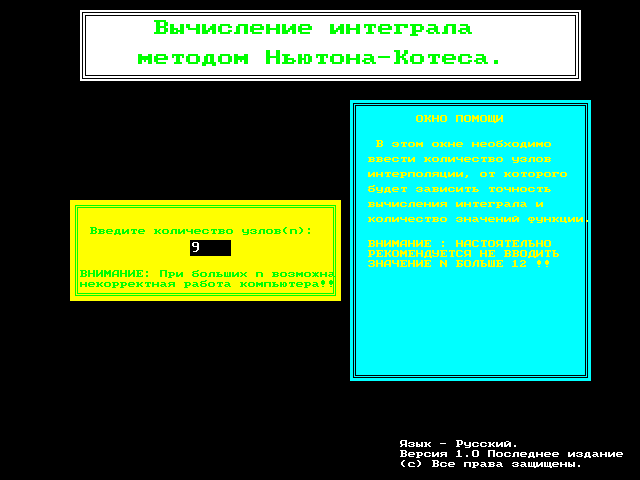 Вычисление интеграла
методом Ньютона-Котеса.
ОКНО ПОМОЩИ
В этом окне необходимо
ввести количество узлов
интерполяции, от которого
будет зависить точность
вычисления интеграла и
количество значений функции.
ВНИМАНИЕ : НАСТОЯТЕЛЬНО
РЕКОМЕНДУЕТСЯ НЕ ВВОДИТЬ
ЗНАЧЕНИЕ N БОЛЬШЕ 12 !!
Введите количество узлов(n):
9
ВНИМАНИЕ: При больших n возможна
некорректная работа компьютера!!
Язык - Русский.
Версия 1.0 Последнее издание
(c) Все права защищены.